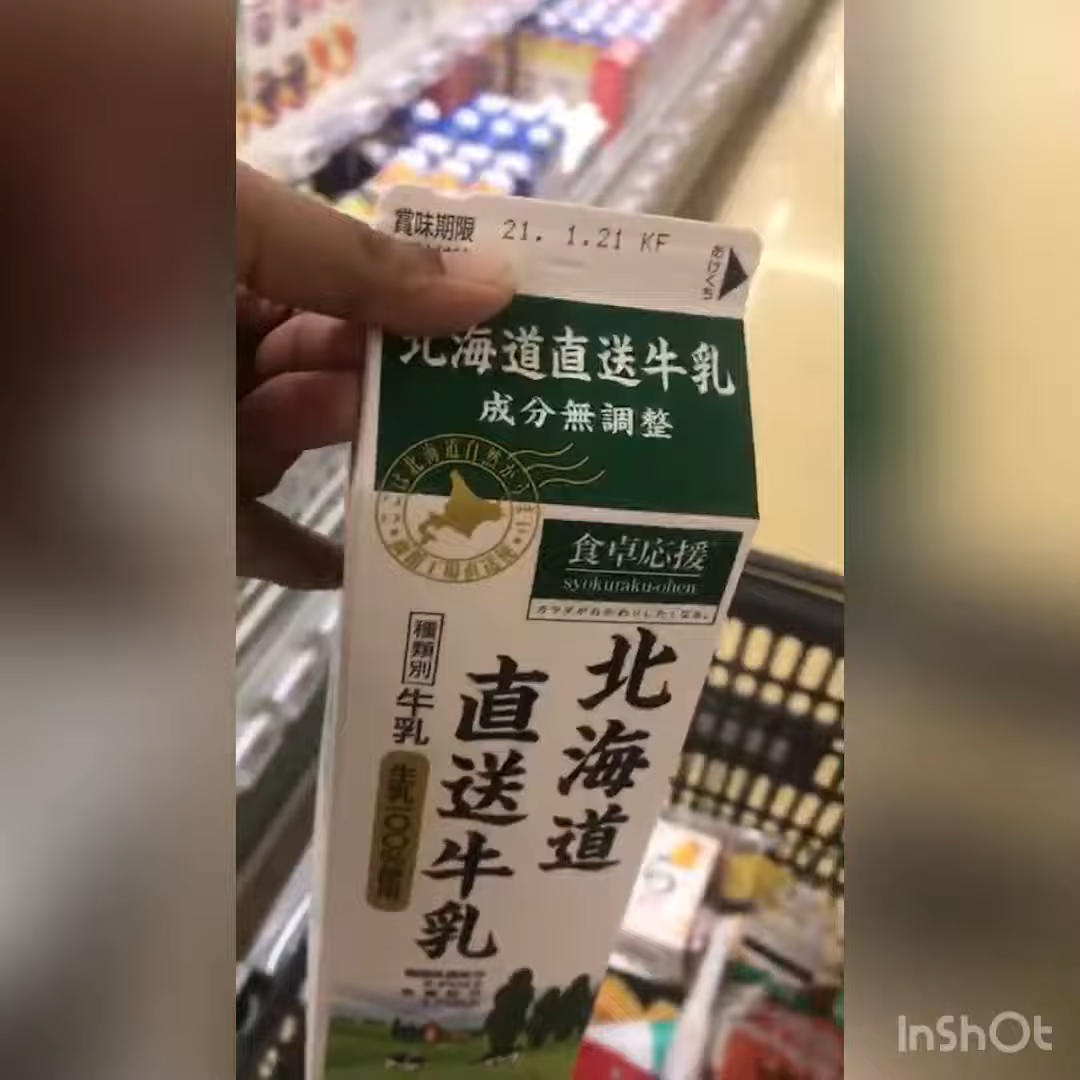 賞味期限 21. 1.21 KF
あけくち
北海道直送牛乳
成分無調整
食卓応援
syokuraku-ohen
北海道
直送牛乳
種類別
牛乳
生乳100%使用
InShOt